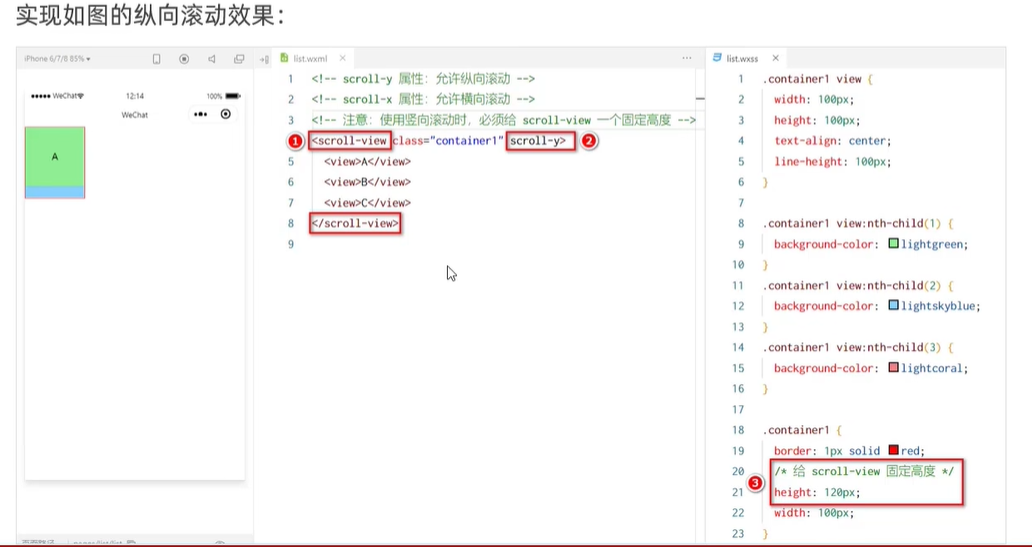 实现如图的纵向滚动效果：
iPhone 6/7/8 85%
list.wxml
list.wxss
WeChat
12:14
100%
WeChat
A
1 <!-- scroll-y 属性：允许纵向滚动 -->
2 <!-- scroll-x 属性：允许横向滚动 -->
3 <!-- 注意：使用竖向滚动时，必须给 scroll-view 一个固定高度 -->
1 <scroll-view class="container1" scroll-y> 2
5 <view>A</view>
6 <view>B</view>
7 <view>C</view>
8 </scroll-view>
9
1 .container1 view {
2 width: 100px;
3 height: 100px;
4 text-align: center;
5 line-height: 100px;
6 }
7
8 .container1 view:nth-child(1) {
9 background-color: lightgreen;
10 }
11 .container1 view:nth-child(2) {
12 background-color: lightskyblue;
13 }
14 .container1 view:nth-child(3) {
15 background-color: lightcoral;
16 }
17
18 .container1 {
19 border: 1px solid red;
20 /* 给 scroll-view 固定高度 */
3
21 height: 120px;
22 width: 100px;
23 }